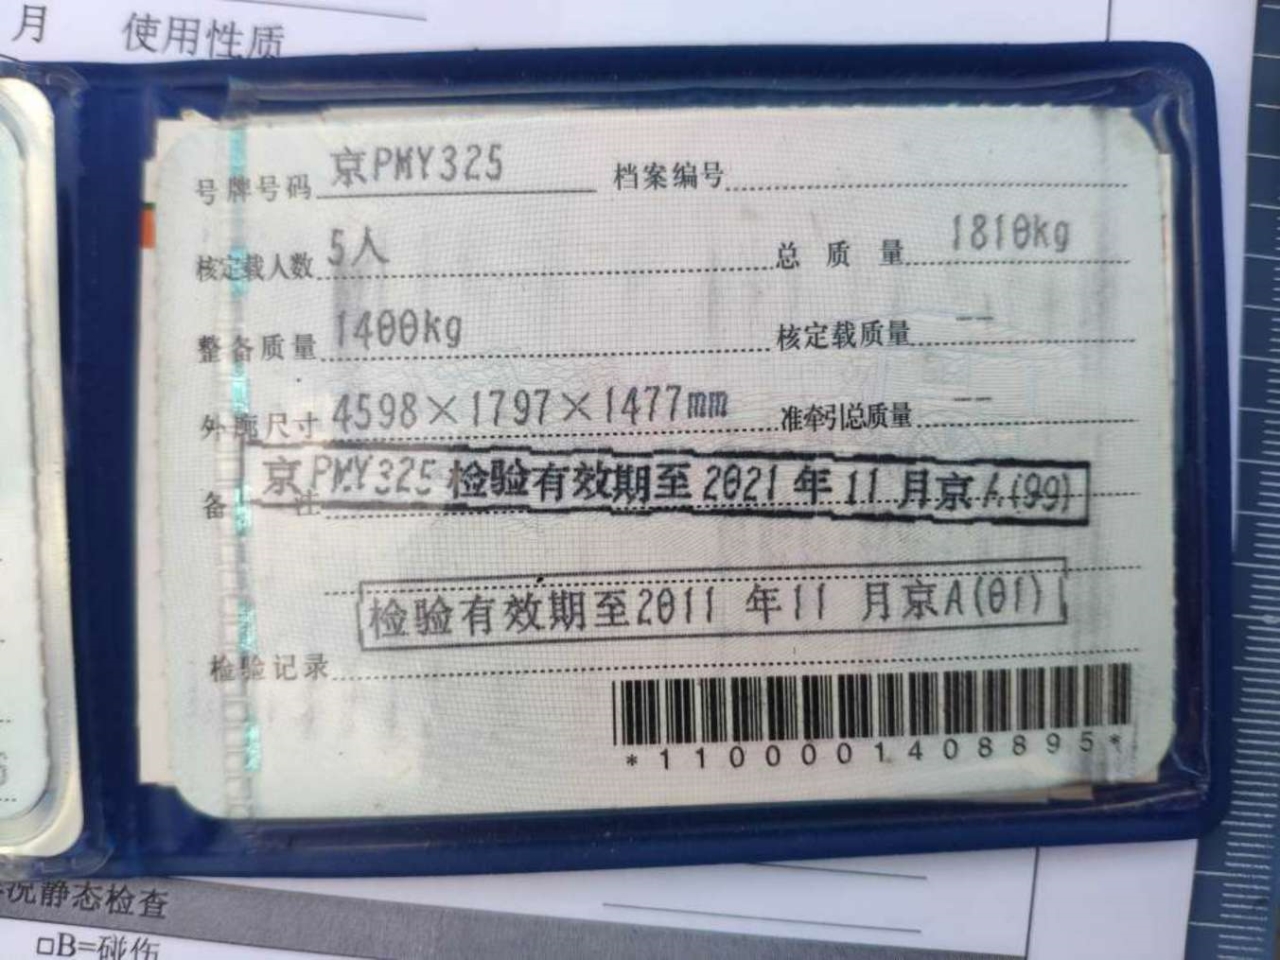 月 使用性质
号牌号码 京PMY325 档案编号
核定载人数 5人 总质量 1810kg
整备质量 1400kg 核定载质量 --
外廓尺寸 4598×1797×1477mm 准牵引总质量 --
备注 京PMY325 检验有效期至2021年11月京A(99)
检验有效期至2011年11月京A(01)
检验记录
*1100001408895*
况静态检查
□B=碰伤